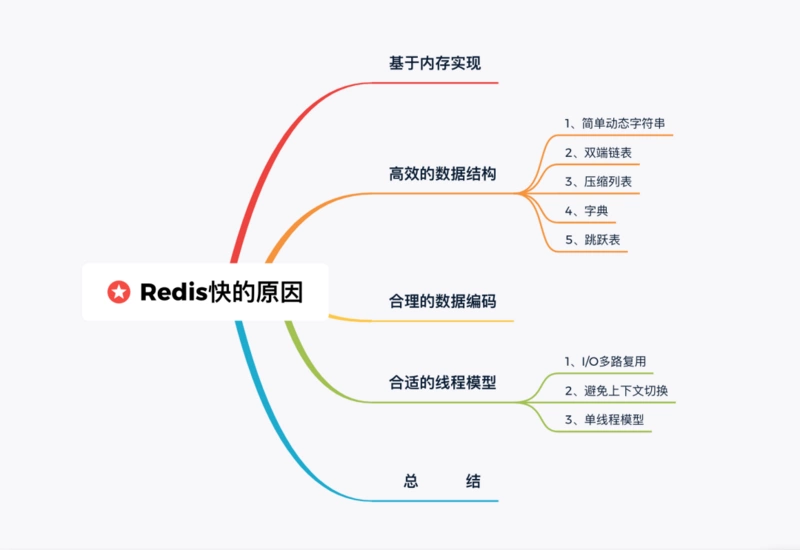 基于内存实现
高效的数据结构
1、简单动态字符串
2、双端链表
3、压缩列表
4、字典
5、跳跃表
Redis快的原因
合理的数据编码
合适的线程模型
1、I/O多路复用
2、避免上下文切换
3、单线程模型
总 结